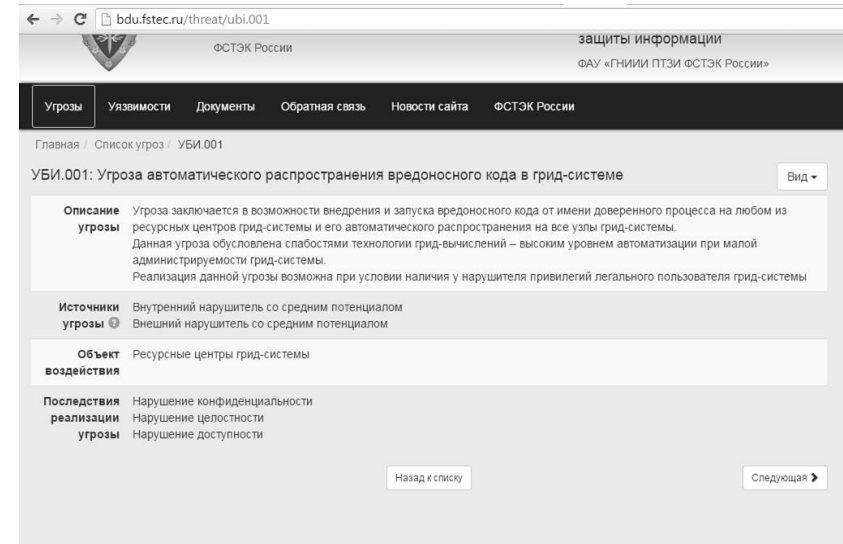 bdu.fstec.ru/threat/ubi.001
ФСТЭК России
защиты информации
ФАУ «ГНИИИ ПТЗИ ФСТЭК России»
Угрозы Уязвимости Документы Обратная связь Новости сайта ФСТЭК России
Главная / Список угроз / УБИ.001
УБИ.001: Угроза автоматического распространения вредоносного кода в грид-системе
Вид
Описание угрозы
Угроза заключается в возможности внедрения и запуска вредоносного кода от имени доверенного процесса на любом из
ресурсных центров грид-системы и его автоматического распространения на все узлы грид-системы.
Данная угроза обусловлена слабостями технологии грид-вычислений – высоким уровнем автоматизации при малой
администрируемости грид-системы.
Реализация данной угрозы возможна при условии наличия у нарушителя привилегий легального пользователя грид-системы
Источники
угрозы
Внутренний нарушитель со средним потенциалом
Внешний нарушитель со средним потенциалом
Объект
воздействия
Ресурсные центры грид-системы
Последствия
реализации
угрозы
Нарушение конфиденциальности
Нарушение целостности
Нарушение доступности
Назад к списку
Следующая